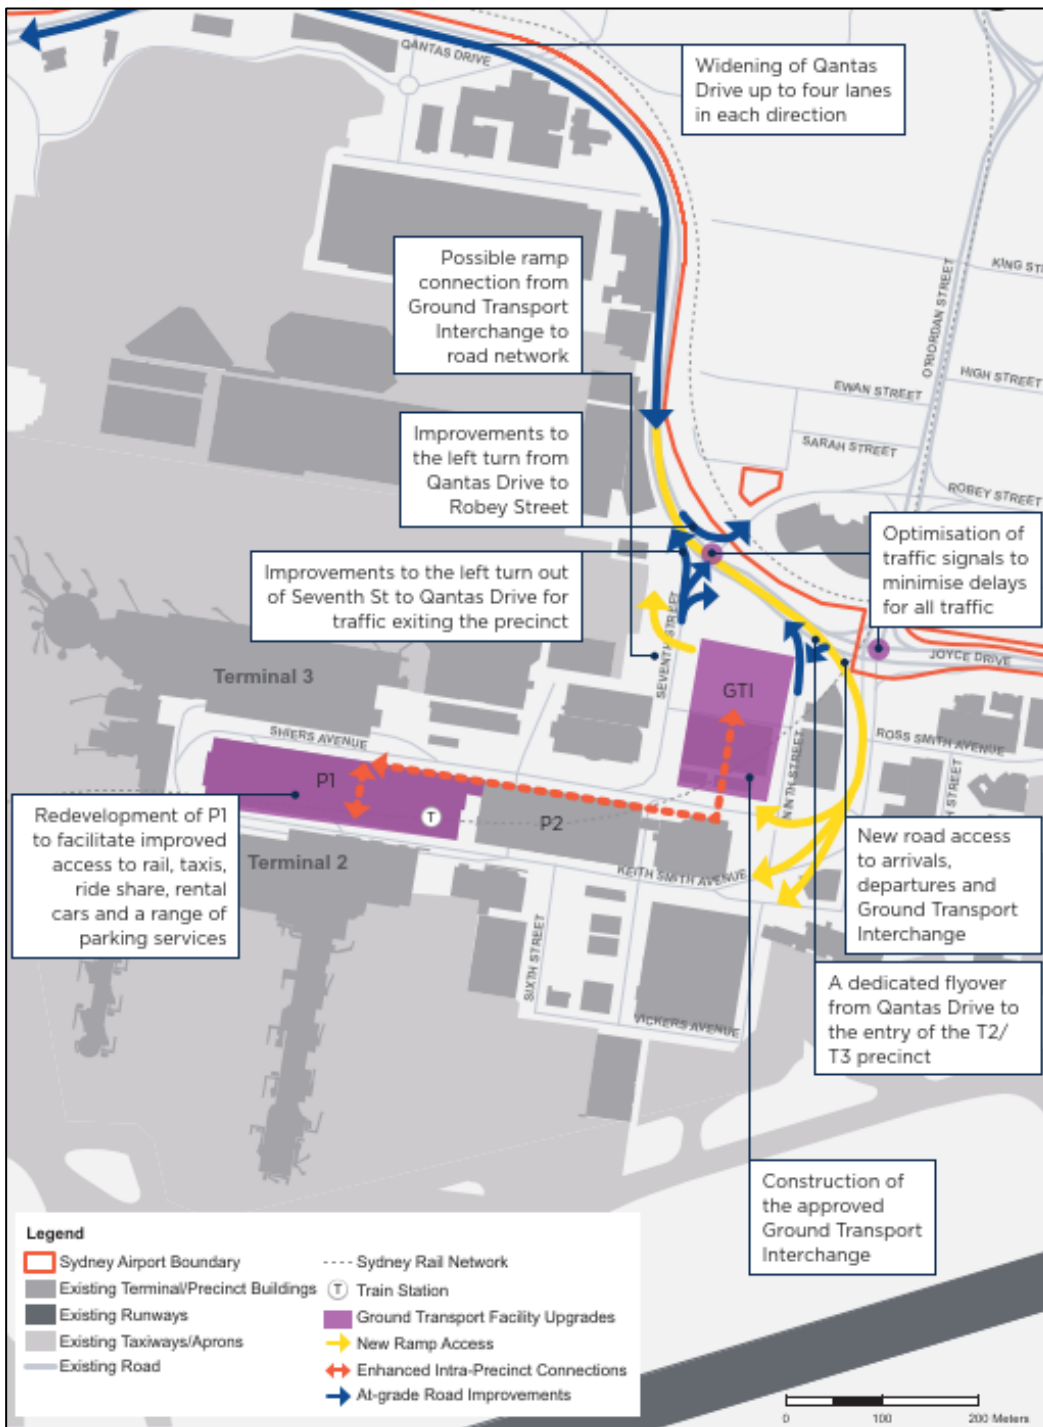 QANTAS DRIVE
Widening of Qantas
Drive up to four lanes
in each direction
Possible ramp
connection from
Ground Transport
Interchange to
road network
KING ST
O'RIORDAN STREET
HIGH STREET
EWAN STREET
SARAH STREET
ROBEY STREET
Improvements to
the left turn from
Qantas Drive to
Robey Street
Optimisation of
traffic signals to
minimise delays
for all traffic
Improvements to the left turn out
of Seventh St to Qantas Drive for
traffic exiting the precinct
SEVENTH STREET
JOYCE DRIVE
Terminal 3
GTI
SHIERS AVENUE
ROSS SMITH AVENUE
NINTH STREET
H STREET
P1
T
P2
Redevelopment of P1
to facilitate improved
access to rail, taxis,
ride share, rental
cars and a range of
parking services
Terminal 2
KEITH SMITH AVENUE
New road access
to arrivals,
departures and
Ground Transport
Interchange
SIXTH STREET
VICKERS AVENUE
A dedicated flyover
from Qantas Drive to
the entry of the T2/
T3 precinct
Construction of
the approved
Ground Transport
Interchange
Legend
Sydney Airport Boundary
Existing Terminal/Precinct Buildings
Existing Runways
Existing Taxiways/Aprons
Existing Road
Sydney Rail Network
T Train Station
Ground Transport Facility Upgrades
New Ramp Access
Enhanced Intra-Precinct Connections
At-grade Road Improvements
0 100 200 Meters